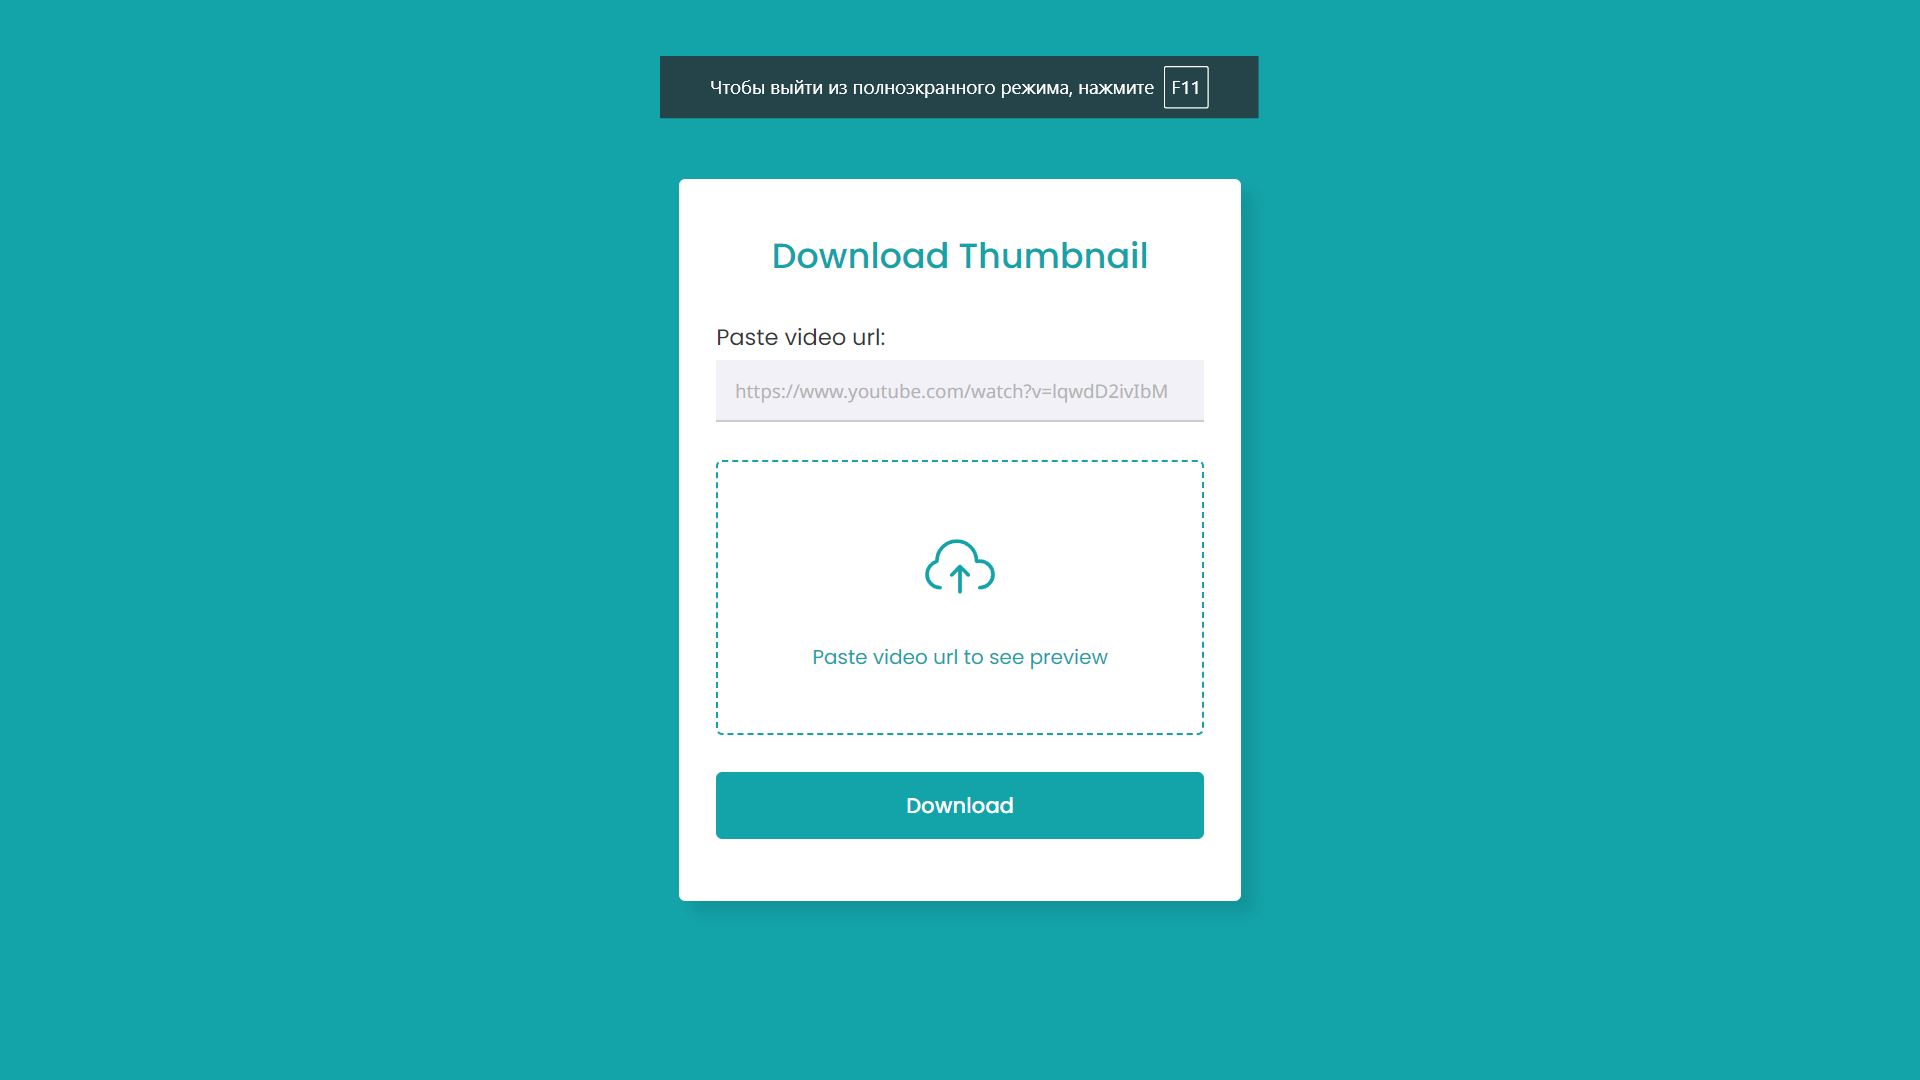 Чтобы выйти из полноэкранного режима, нажмите F11
Download Thumbnail
Paste video url:
https://www.youtube.com/watch?v=lqwdD2ivIbM
Paste video url to see preview
Download